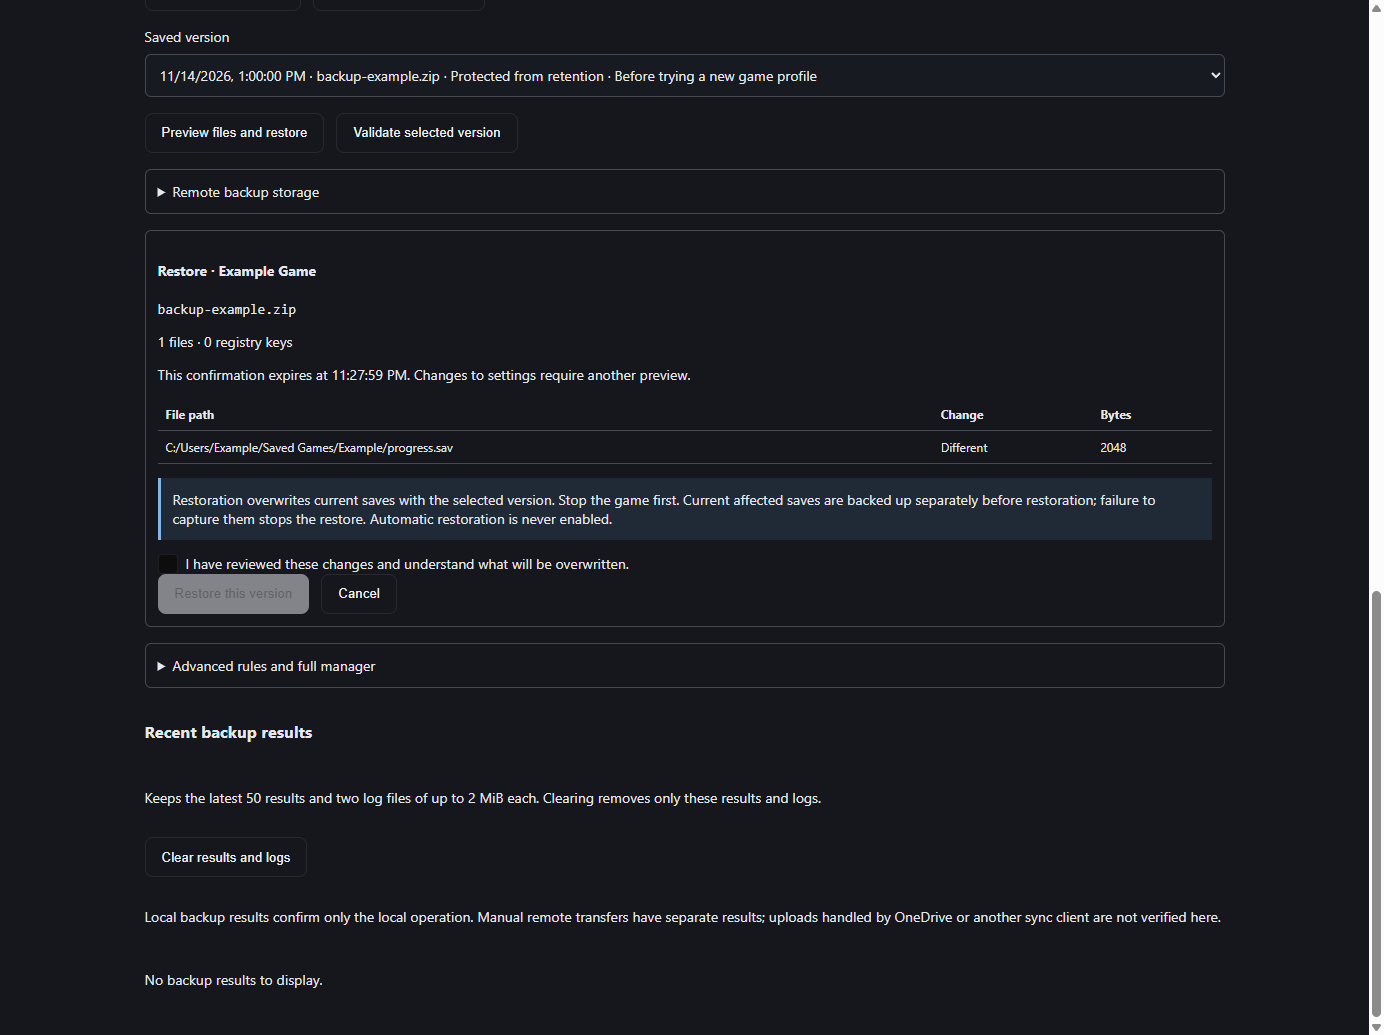 Saved version
11/14/2026, 1:00:00 PM · backup-example.zip · Protected from retention · Before trying a new game profile
Preview files and restore
Validate selected version
Remote backup storage
Restore · Example Game
backup-example.zip
1 files · 0 registry keys
This confirmation expires at 11:27:59 PM. Changes to settings require another preview.
File path Change Bytes
C:/Users/Example/Saved Games/Example/progress.sav Different 2048
Restoration overwrites current saves with the selected version. Stop the game first. Current affected saves are backed up separately before restoration; failure to
capture them stops the restore. Automatic restoration is never enabled.
I have reviewed these changes and understand what will be overwritten.
Restore this version
Cancel
Advanced rules and full manager
Recent backup results
Keeps the latest 50 results and two log files of up to 2 MiB each. Clearing removes only these results and logs.
Clear results and logs
Local backup results confirm only the local operation. Manual remote transfers have separate results; uploads handled by OneDrive or another sync client are not verified here.
No backup results to display.